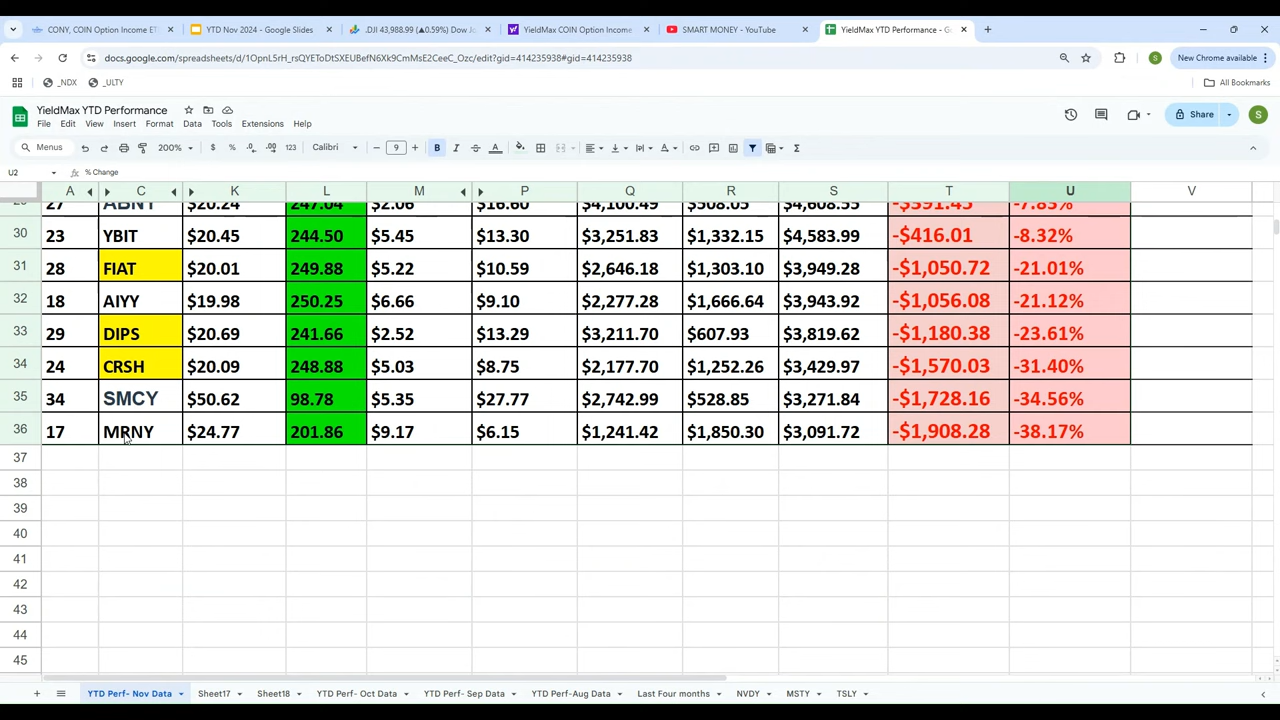 CONY, COIN Option Income ET
YTD Nov 2024 - Google Slides
.DJI 43,988.99 (▲0.59%) Dow Jo
YieldMax COIN Option Income
SMART MONEY - YouTube
YieldMax YTD Performance - G
docs.google.com/spreadsheets/d/1OpnL5rH_rsQYEToDtSXEUBefN6Xk9CmMsE2CeeC_Ozc/edit?gid=414235938#gid=414235938
S
New Chrome available
_NDX
_ULTY
All Bookmarks
YieldMax YTD Performance
File Edit View Insert Format Data Tools Extensions Help
Share
S
Menus 200% $ % .0 .00 123 Calibri 9 B I S A
U2 fx % Change
A C K L M P Q R S T U V
27 ABNY $20.24 247.04 $2.06 $16.60 $4,100.49 $508.05 $4,608.55 -$391.45 -7.83%
30 23 YBIT $20.45 244.50 $5.45 $13.30 $3,251.83 $1,332.15 $4,583.99 -$416.01 -8.32%
31 28 FIAT $20.01 249.88 $5.22 $10.59 $2,646.18 $1,303.10 $3,949.28 -$1,050.72 -21.01%
32 18 AIYY $19.98 250.25 $6.66 $9.10 $2,277.28 $1,666.64 $3,943.92 -$1,056.08 -21.12%
33 29 DIPS $20.69 241.66 $2.52 $13.29 $3,211.70 $607.93 $3,819.62 -$1,180.38 -23.61%
34 24 CRSH $20.09 248.88 $5.03 $8.75 $2,177.70 $1,252.26 $3,429.97 -$1,570.03 -31.40%
35 34 SMCY $50.62 98.78 $5.35 $27.77 $2,742.99 $528.85 $3,271.84 -$1,728.16 -34.56%
36 17 MRNY $24.77 201.86 $9.17 $6.15 $1,241.42 $1,850.30 $3,091.72 -$1,908.28 -38.17%
37
38
39
40
41
42
43
44
45
YTD Perf- Nov Data Sheet17 Sheet18 YTD Perf- Oct Data YTD Perf- Sep Data YTD Perf-Aug Data Last Four months NVDY MSTY TSLY